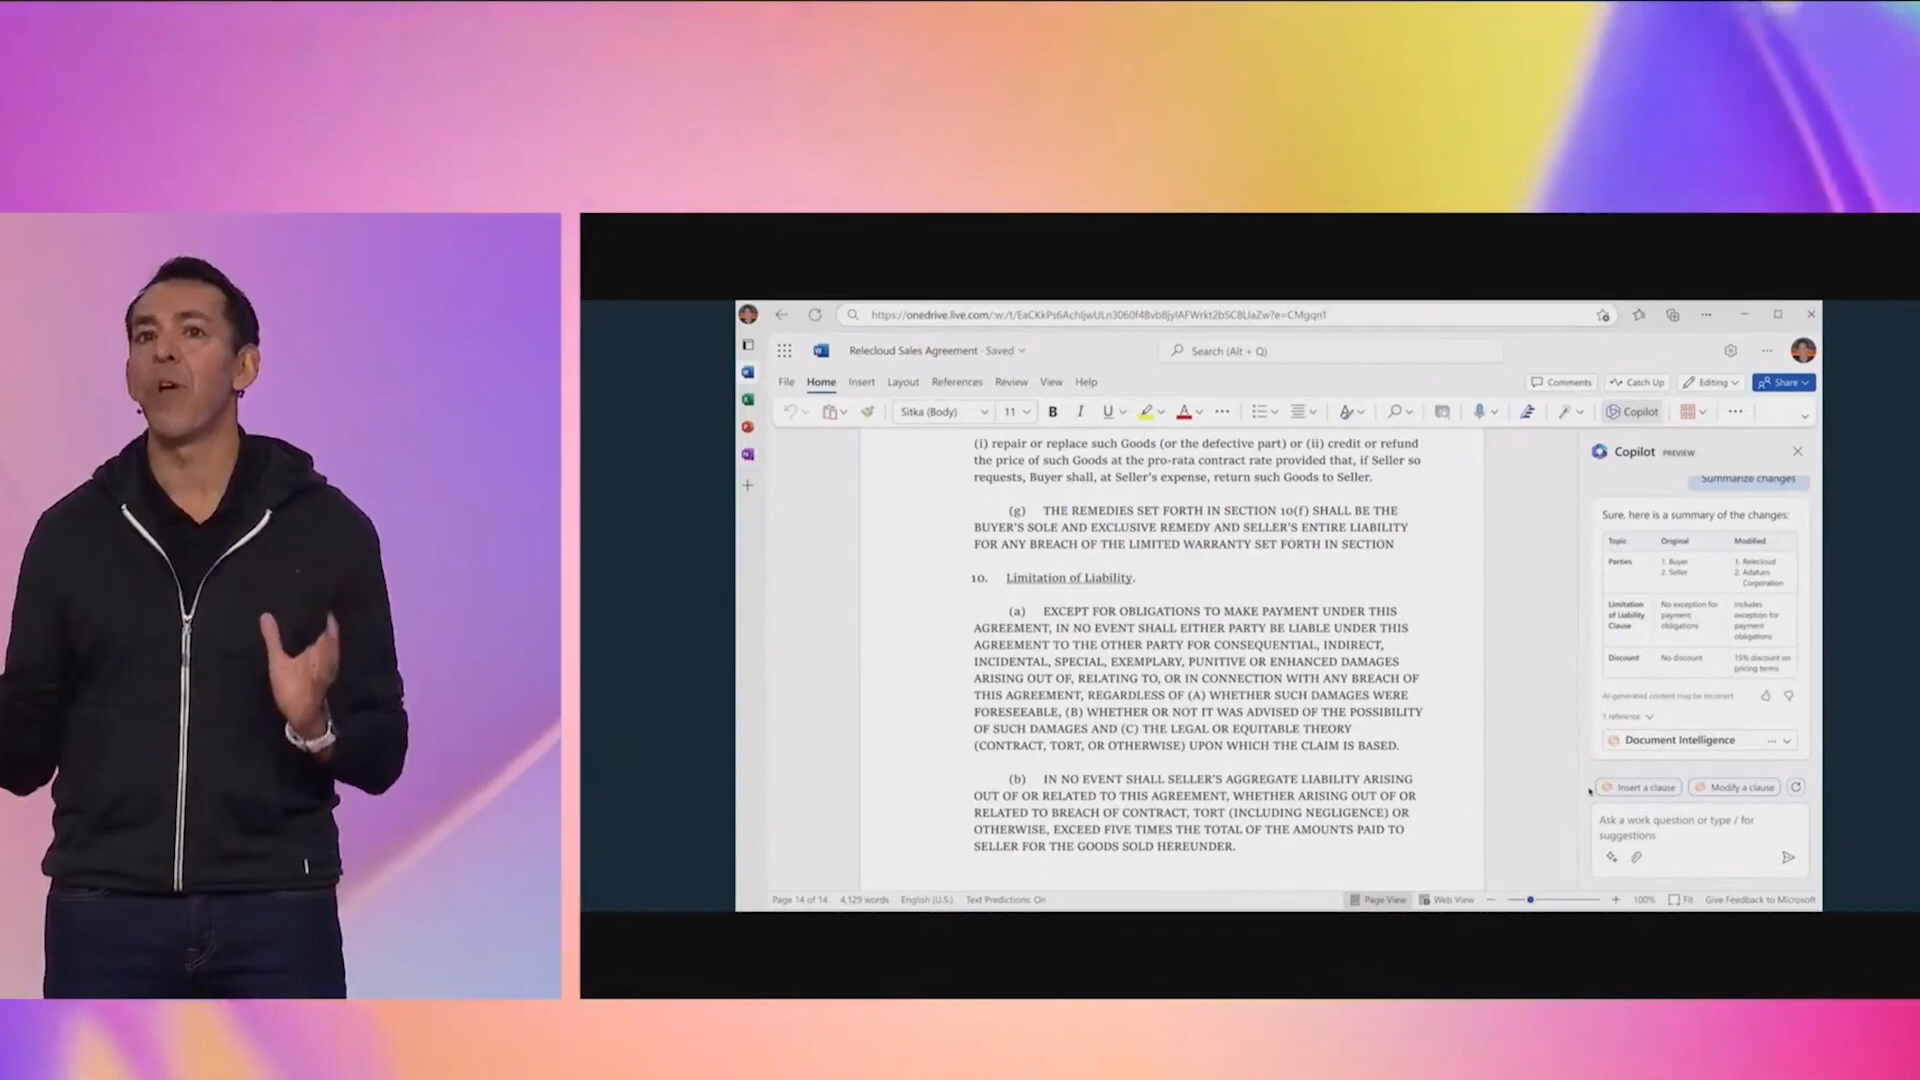 https://onedrive.live.com/:w:/t/EaCKkPs6AchIjwULn3060f4Bvb8jylAFWrkt2bSC8LIaZw?e=CMgqn1
Relecloud Sales Agreement · Saved
Search (Alt + Q)
File Home Insert Layout References Review View Help
Comments Catch Up Editing Share
Sitka (Body) 11 B I U A Copilot
(i) repair or replace such Goods (or the defective part) or (ii) credit or refund
the price of such Goods at the pro-rata contract rate provided that, if Seller so
requests, Buyer shall, at Seller's expense, return such Goods to Seller.
(g) THE REMEDIES SET FORTH IN SECTION 10(f) SHALL BE THE
BUYER'S SOLE AND EXCLUSIVE REMEDY AND SELLER'S ENTIRE LIABILITY
FOR ANY BREACH OF THE LIMITED WARRANTY SET FORTH IN SECTION
10. Limitation of Liability.
(a) EXCEPT FOR OBLIGATIONS TO MAKE PAYMENT UNDER THIS
AGREEMENT, IN NO EVENT SHALL EITHER PARTY BE LIABLE UNDER THIS
AGREEMENT TO THE OTHER PARTY FOR CONSEQUENTIAL, INDIRECT,
INCIDENTAL, SPECIAL, EXEMPLARY, PUNITIVE OR ENHANCED DAMAGES
ARISING OUT OF, RELATING TO, OR IN CONNECTION WITH ANY BREACH OF
THIS AGREEMENT, REGARDLESS OF (A) WHETHER SUCH DAMAGES WERE
FORESEEABLE, (B) WHETHER OR NOT IT WAS ADVISED OF THE POSSIBILITY
OF SUCH DAMAGES AND (C) THE LEGAL OR EQUITABLE THEORY
(CONTRACT, TORT, OR OTHERWISE) UPON WHICH THE CLAIM IS BASED.
(b) IN NO EVENT SHALL SELLER'S AGGREGATE LIABILITY ARISING
OUT OF OR RELATED TO THIS AGREEMENT, WHETHER ARISING OUT OF OR
RELATED TO BREACH OF CONTRACT, TORT (INCLUDING NEGLIGENCE) OR
OTHERWISE, EXCEED FIVE TIMES THE TOTAL OF THE AMOUNTS PAID TO
SELLER FOR THE GOODS SOLD HEREUNDER.
Copilot PREVIEW
Summarize changes
Sure, here is a summary of the changes:
Topic Original Modified
Parties 1. Buyer 1. Relecloud
2. Seller 2. Adatum
Corporation
Limitation No exception for Includes
of Liability payment exception for
Clause obligations payment
obligations
Discount No discount 15% discount on
pricing terms
AI-generated content may be incorrect
1 reference
Document Intelligence
Insert a clause Modify a clause
Ask a work question or type / for
suggestions
Page 14 of 14 4,129 words English (U.S.) Text Predictions: On Page View Web View 100% Fit Give Feedback to Microsoft